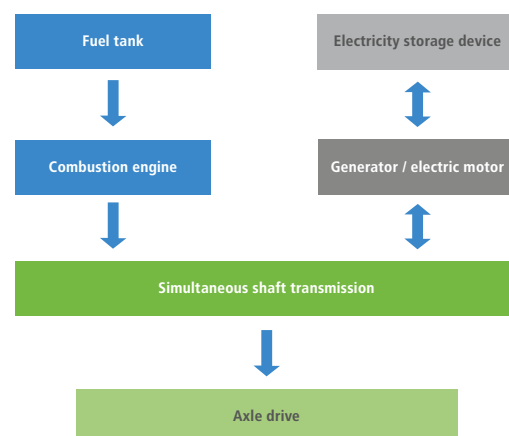 Fuel tank
Electricity storage device
Combustion engine
Generator / electric motor
Simultaneous shaft transmission
Axle drive